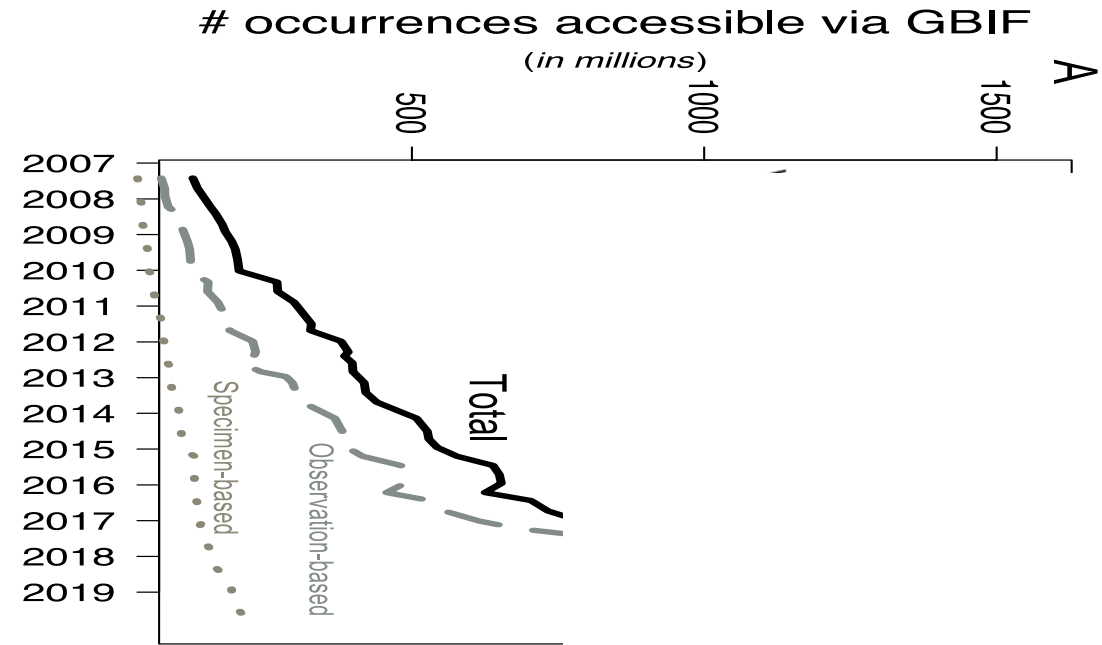 # occurrences accessible via GBIF
(in millions)
A
500
1000
1500
2007
2008
2009
2010
2011
2012
2013
2014
2015
2016
2017
2018
2019
Total
Specimen-based
Observation-based